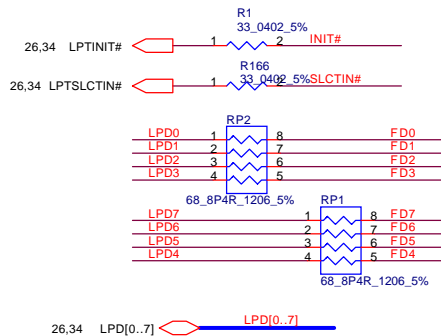 R1
33_0402_5%
26,34 LPTINIT# 1 2 INIT#
R166
33_0402_5%
26,34 LPTSLCTIN# 1 2 SLCTIN#
RP2
LPD0 1 8 FD0
LPD1 2 7 FD1
LPD2 3 6 FD2
LPD3 4 5 FD3
68_8P4R_1206_5%
RP1
LPD7 1 8 FD7
LPD6 2 7 FD6
LPD5 3 6 FD5
LPD4 4 5 FD4
68_8P4R_1206_5%
26,34 LPD[0..7] LPD[0..7]